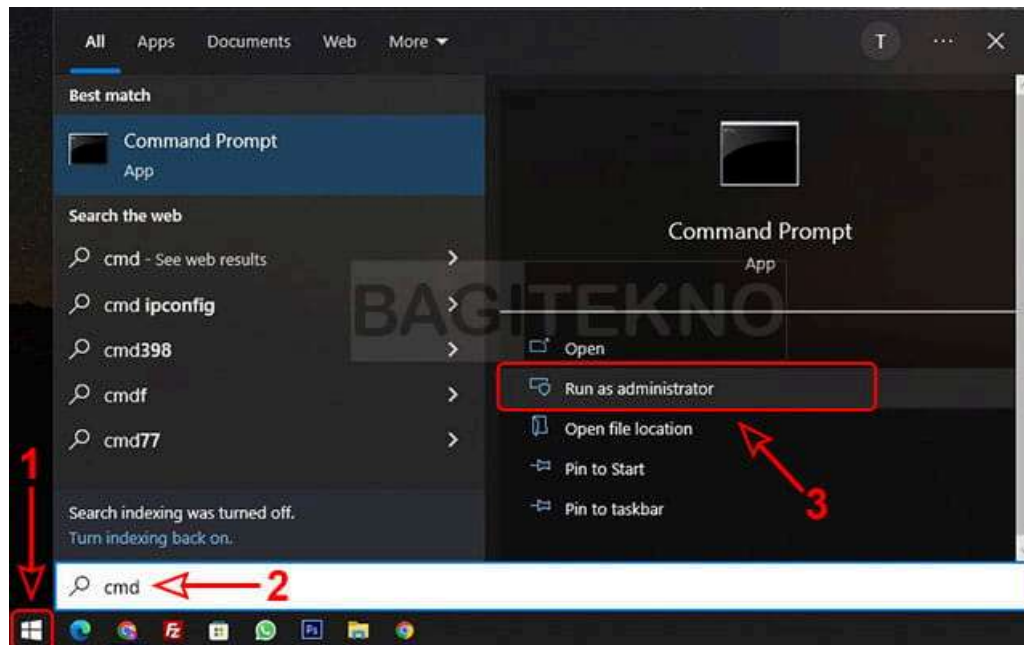 All Apps Documents Web More T ...
Best match
Command Prompt
App
Search the web
cmd - See web results
cmd ipconfig
cmd398
cmdf
cmd77
Search indexing was turned off.
Turn indexing back on.
cmd
Command Prompt
App
Open
Run as administrator
Open file location
Pin to Start
Pin to taskbar
BAGITEKNO
1
2
3
Fz
Ps